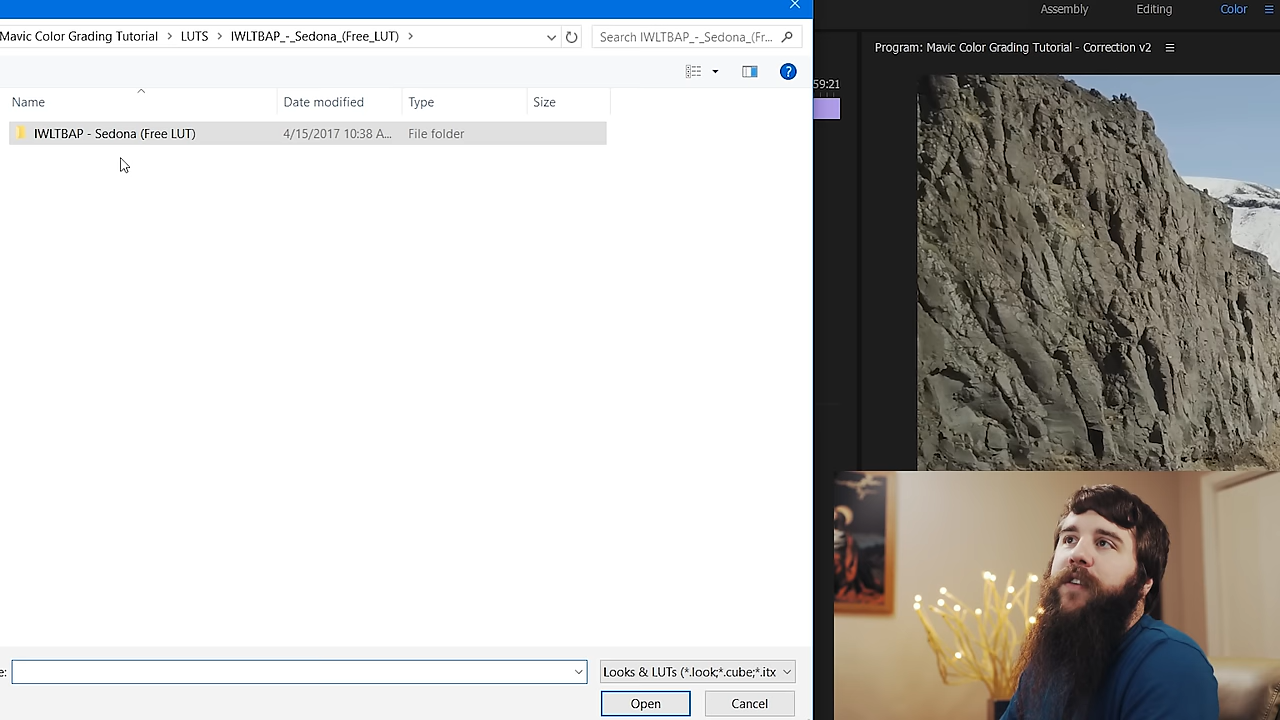 Mavic Color Grading Tutorial > LUTS > IWLTBAP_-_Sedona_(Free_LUT) >
Search IWLTBAP_-_Sedona_(Fr...
Name
Date modified
Type
Size
IWLTBAP - Sedona (Free LUT)
4/15/2017 10:38 A...
File folder
e:
Looks & LUTs (*.look;*.cube;*.itx
Open
Cancel
Assembly
Editing
Color
Program: Mavic Color Grading Tutorial - Correction v2
59:21